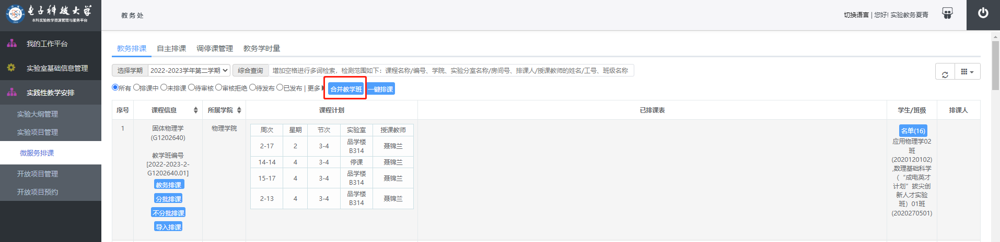 电子科技大学
本科实验教学资源管理与服务平台
教务处
切换语言 | 您好! 实验教务夏青
我的工作平台
实验室基础信息管理
实践性教学安排
实验大纲管理
实验项目管理
微服务排课
开放项目管理
开放项目预约
教务排课 自主排课 调停课管理 教务学时量
选择学期 2022-2023学年第二学期 综合查询 增加空格进行多词检索，检测范围如下：课程名称/编号、学院、实验分室名称/房间号、排课人/授课教师的姓名/工号、班级名称
所有 排课中 未排课 待审核 审核拒绝 待发布 已发布 | 更多 合并教学班 一键排课
序号 课程信息 所属学院 课程计划 已排课表 学生/班级 排课人
1
固体物理学
(G1202640)
教学班编号
[2022-2023-2-
G1202640.01]
教务排课
分批排课
不分批排课
导入排课
物理学院
周次 星期 节次 实验室 授课教师
2-17 2 3-4 品学楼
B314 聂锦兰
14-14 4 3-4 停课 聂锦兰
15-17 4 3-4 品学楼
B314 聂锦兰
2-13 4 3-4 品学楼
B314 聂锦兰
名单(16)
应用物理学02
班
(2020120102)
,数理基础科学
（“成电英才
计划”拔尖创
新人才实验
班）01班
(2020270501)